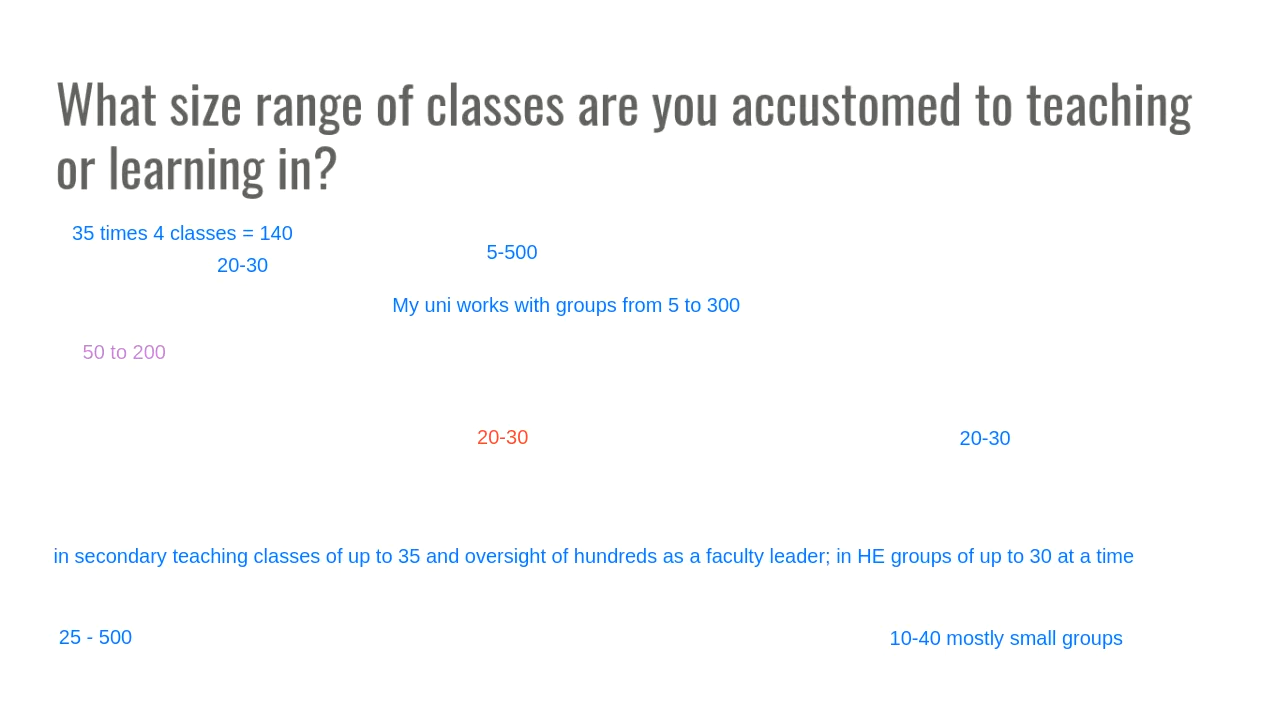 What size range of classes are you accustomed to teaching
or learning in?
35 times 4 classes = 140
5-500
20-30
My uni works with groups from 5 to 300
50 to 200
20-30
20-30
in secondary teaching classes of up to 35 and oversight of hundreds as a faculty leader; in HE groups of up to 30 at a time
25 - 500
10-40 mostly small groups